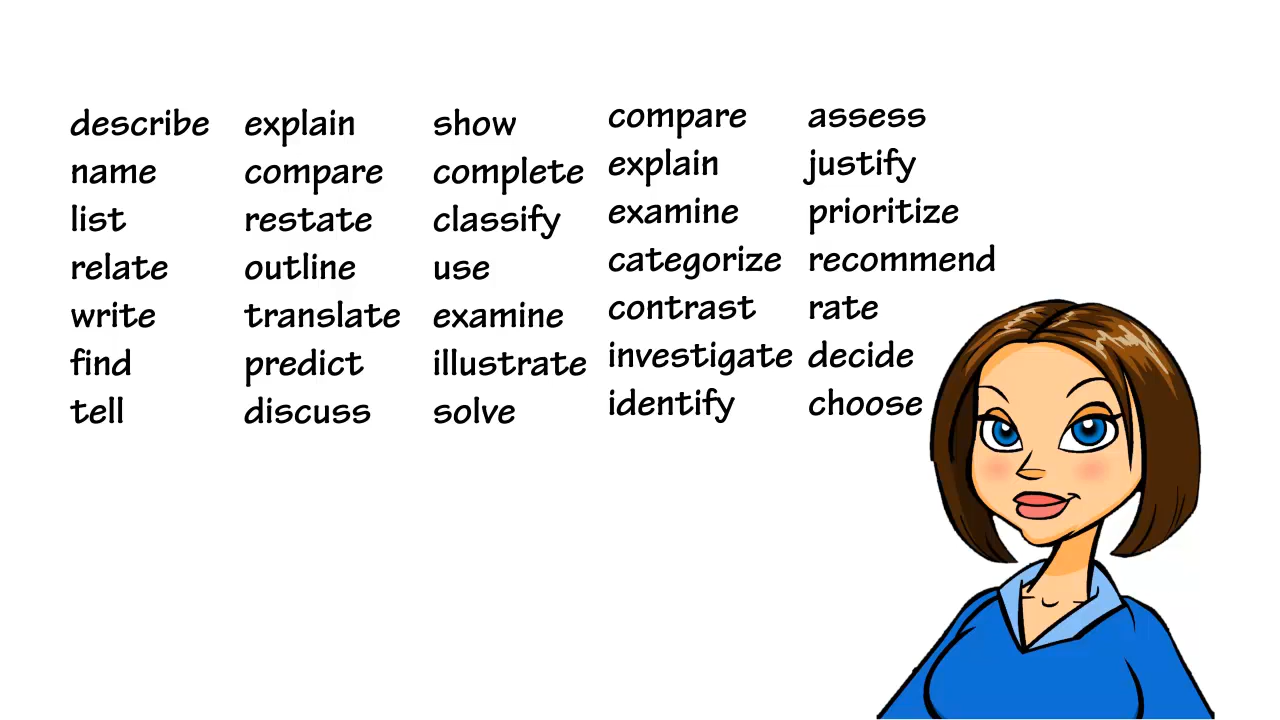 describe explain show compare assess
name compare complete explain justify
list restate classify examine prioritize
relate outline use categorize recommend
write translate examine contrast rate
find predict illustrate investigate decide
tell discuss solve identify choose